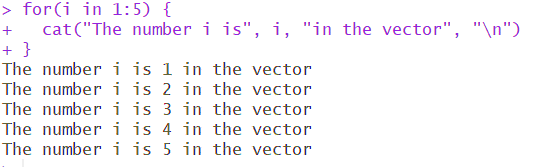 > for(i in 1:5) {
+   cat("The number i is", i, "in the vector", "\n")
+ }
The number i is 1 in the vector
The number i is 2 in the vector
The number i is 3 in the vector
The number i is 4 in the vector
The number i is 5 in the vector